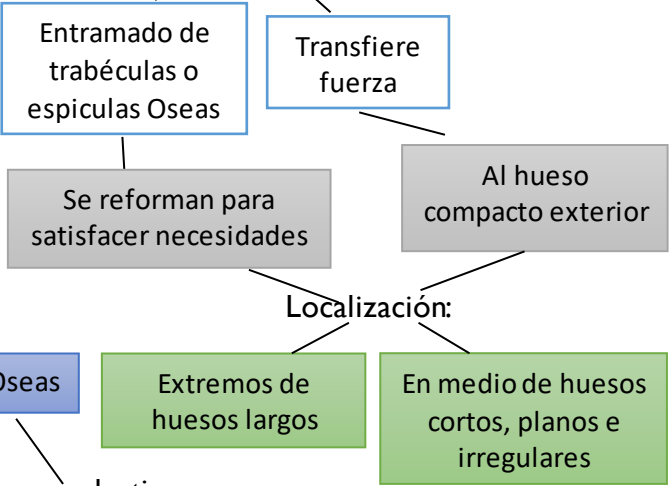 Entramado de
trabéculas o
espiculas Oseas
Transfiere
fuerza
Se reforman para
satisfacer necesidades
Al hueso
compacto exterior
Localización:
Oseas
Extremos de
huesos largos
En medio de huesos
cortos, planos e
irregulares